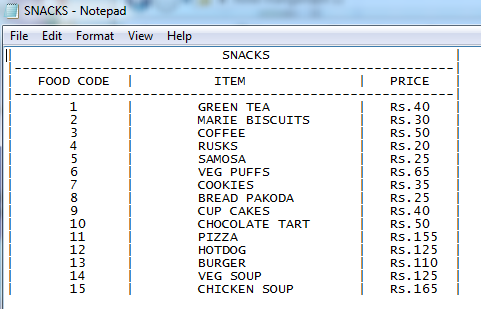 SNACKS - Notepad
File Edit Format View Help
| SNACKS |
|--------------------------------------------------------|
| FOOD CODE | ITEM | PRICE |
|--------------------------------------------------------|
| 1 | GREEN TEA | Rs.40 |
| 2 | MARIE BISCUITS | Rs.30 |
| 3 | COFFEE | Rs.50 |
| 4 | RUSKS | Rs.20 |
| 5 | SAMOSA | Rs.25 |
| 6 | VEG PUFFS | Rs.65 |
| 7 | COOKIES | Rs.35 |
| 8 | BREAD PAKODA | Rs.25 |
| 9 | CUP CAKES | Rs.40 |
| 10 | CHOCOLATE TART | Rs.50 |
| 11 | PIZZA | Rs.155 |
| 12 | HOTDOG | Rs.125 |
| 13 | BURGER | Rs.110 |
| 14 | VEG SOUP | Rs.125 |
| 15 | CHICKEN SOUP | Rs.165 |